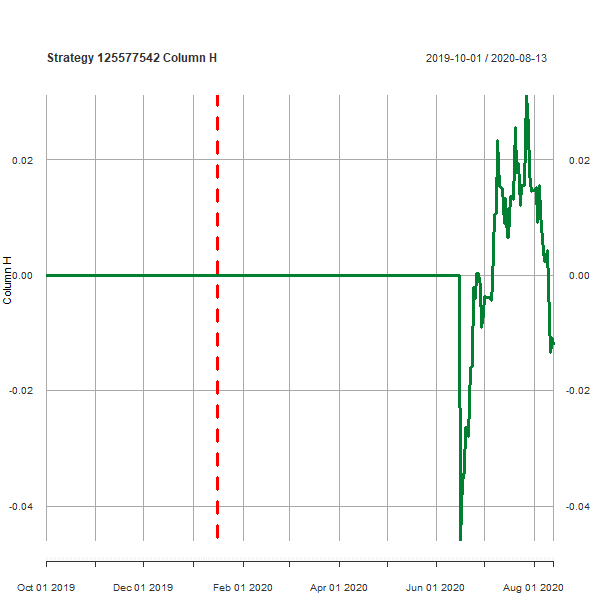 Strategy 125577542 Column H
2019-10-01 / 2020-08-13
Column H
0.02
0.00
-0.02
-0.04
0.02
0.00
-0.02
-0.04
Oct 01 2019
Dec 01 2019
Feb 01 2020
Apr 01 2020
Jun 01 2020
Aug 01 2020